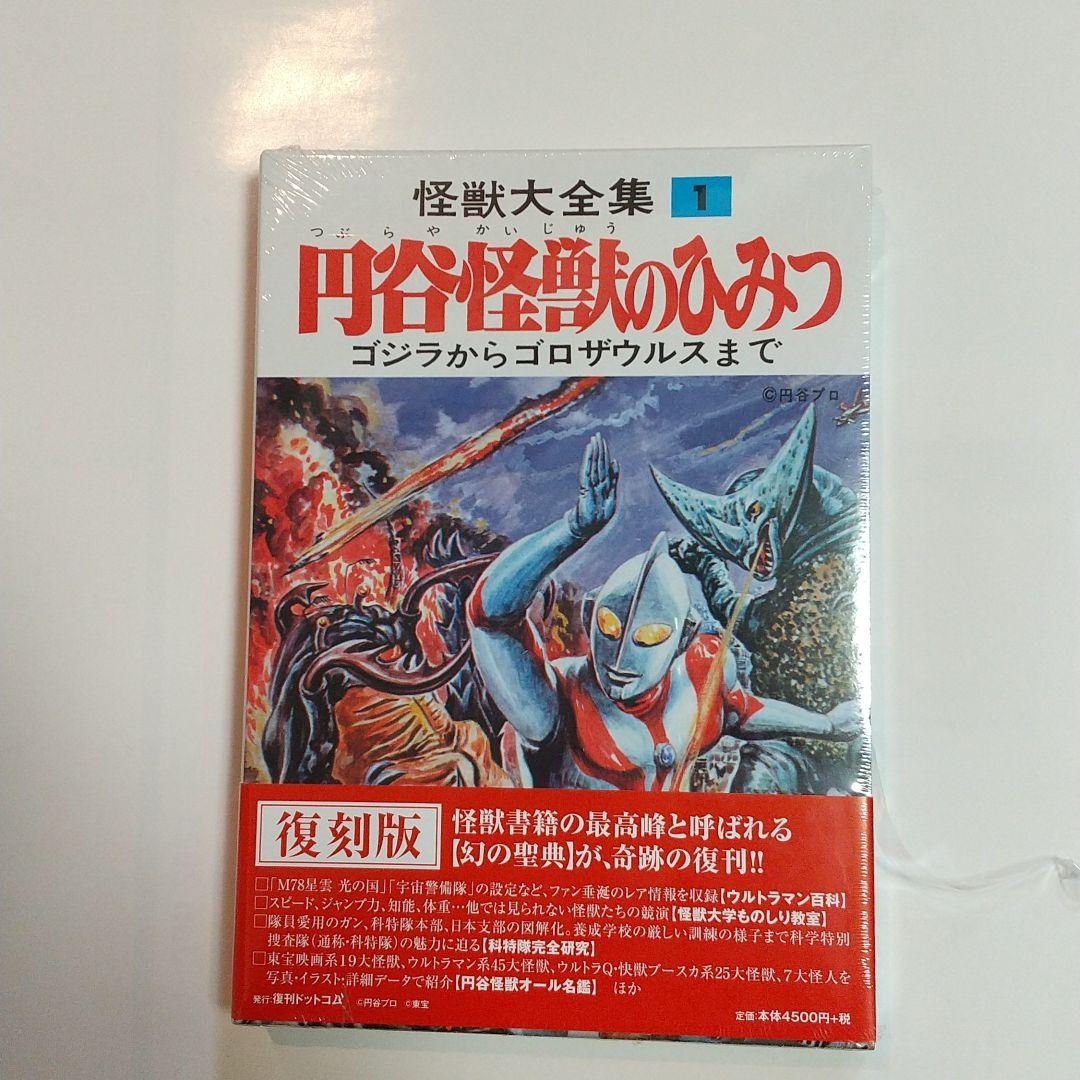 怪獣大全集 1
つぶらやかいじゅう
円谷怪獣のひみつ
ゴジラからゴロザウルスまで
©円谷プロ
復刻版
怪獣書籍の最高峰と呼ばれる
【幻の聖典】が、奇跡の復刊!!
□「M78星雲 光の国」「宇宙警備隊」の設定など、ファン垂涎のレア情報を収録【ウルトラマン百科】
□スピード、ジャンプ力、知能、体重…他では見られない怪獣たちの競演【怪獣大学ものしり教室】
□隊員愛用のガン、科特隊本部、日本支部の図解化。養成学校の厳しい訓練の様子まで科学特別
捜査隊（通称・科特隊）の魅力に迫る【科特隊完全研究】
□東宝映画系19大怪獣、ウルトラマン系45大怪獣、ウルトラQ・快獣ブースカ系25大怪獣、7大怪人を
写真・イラスト・詳細データで紹介【円谷怪獣オール名鑑】 ほか
発行：復刊ドットコム ©円谷プロ ©東宝
定価：本体4500円+税